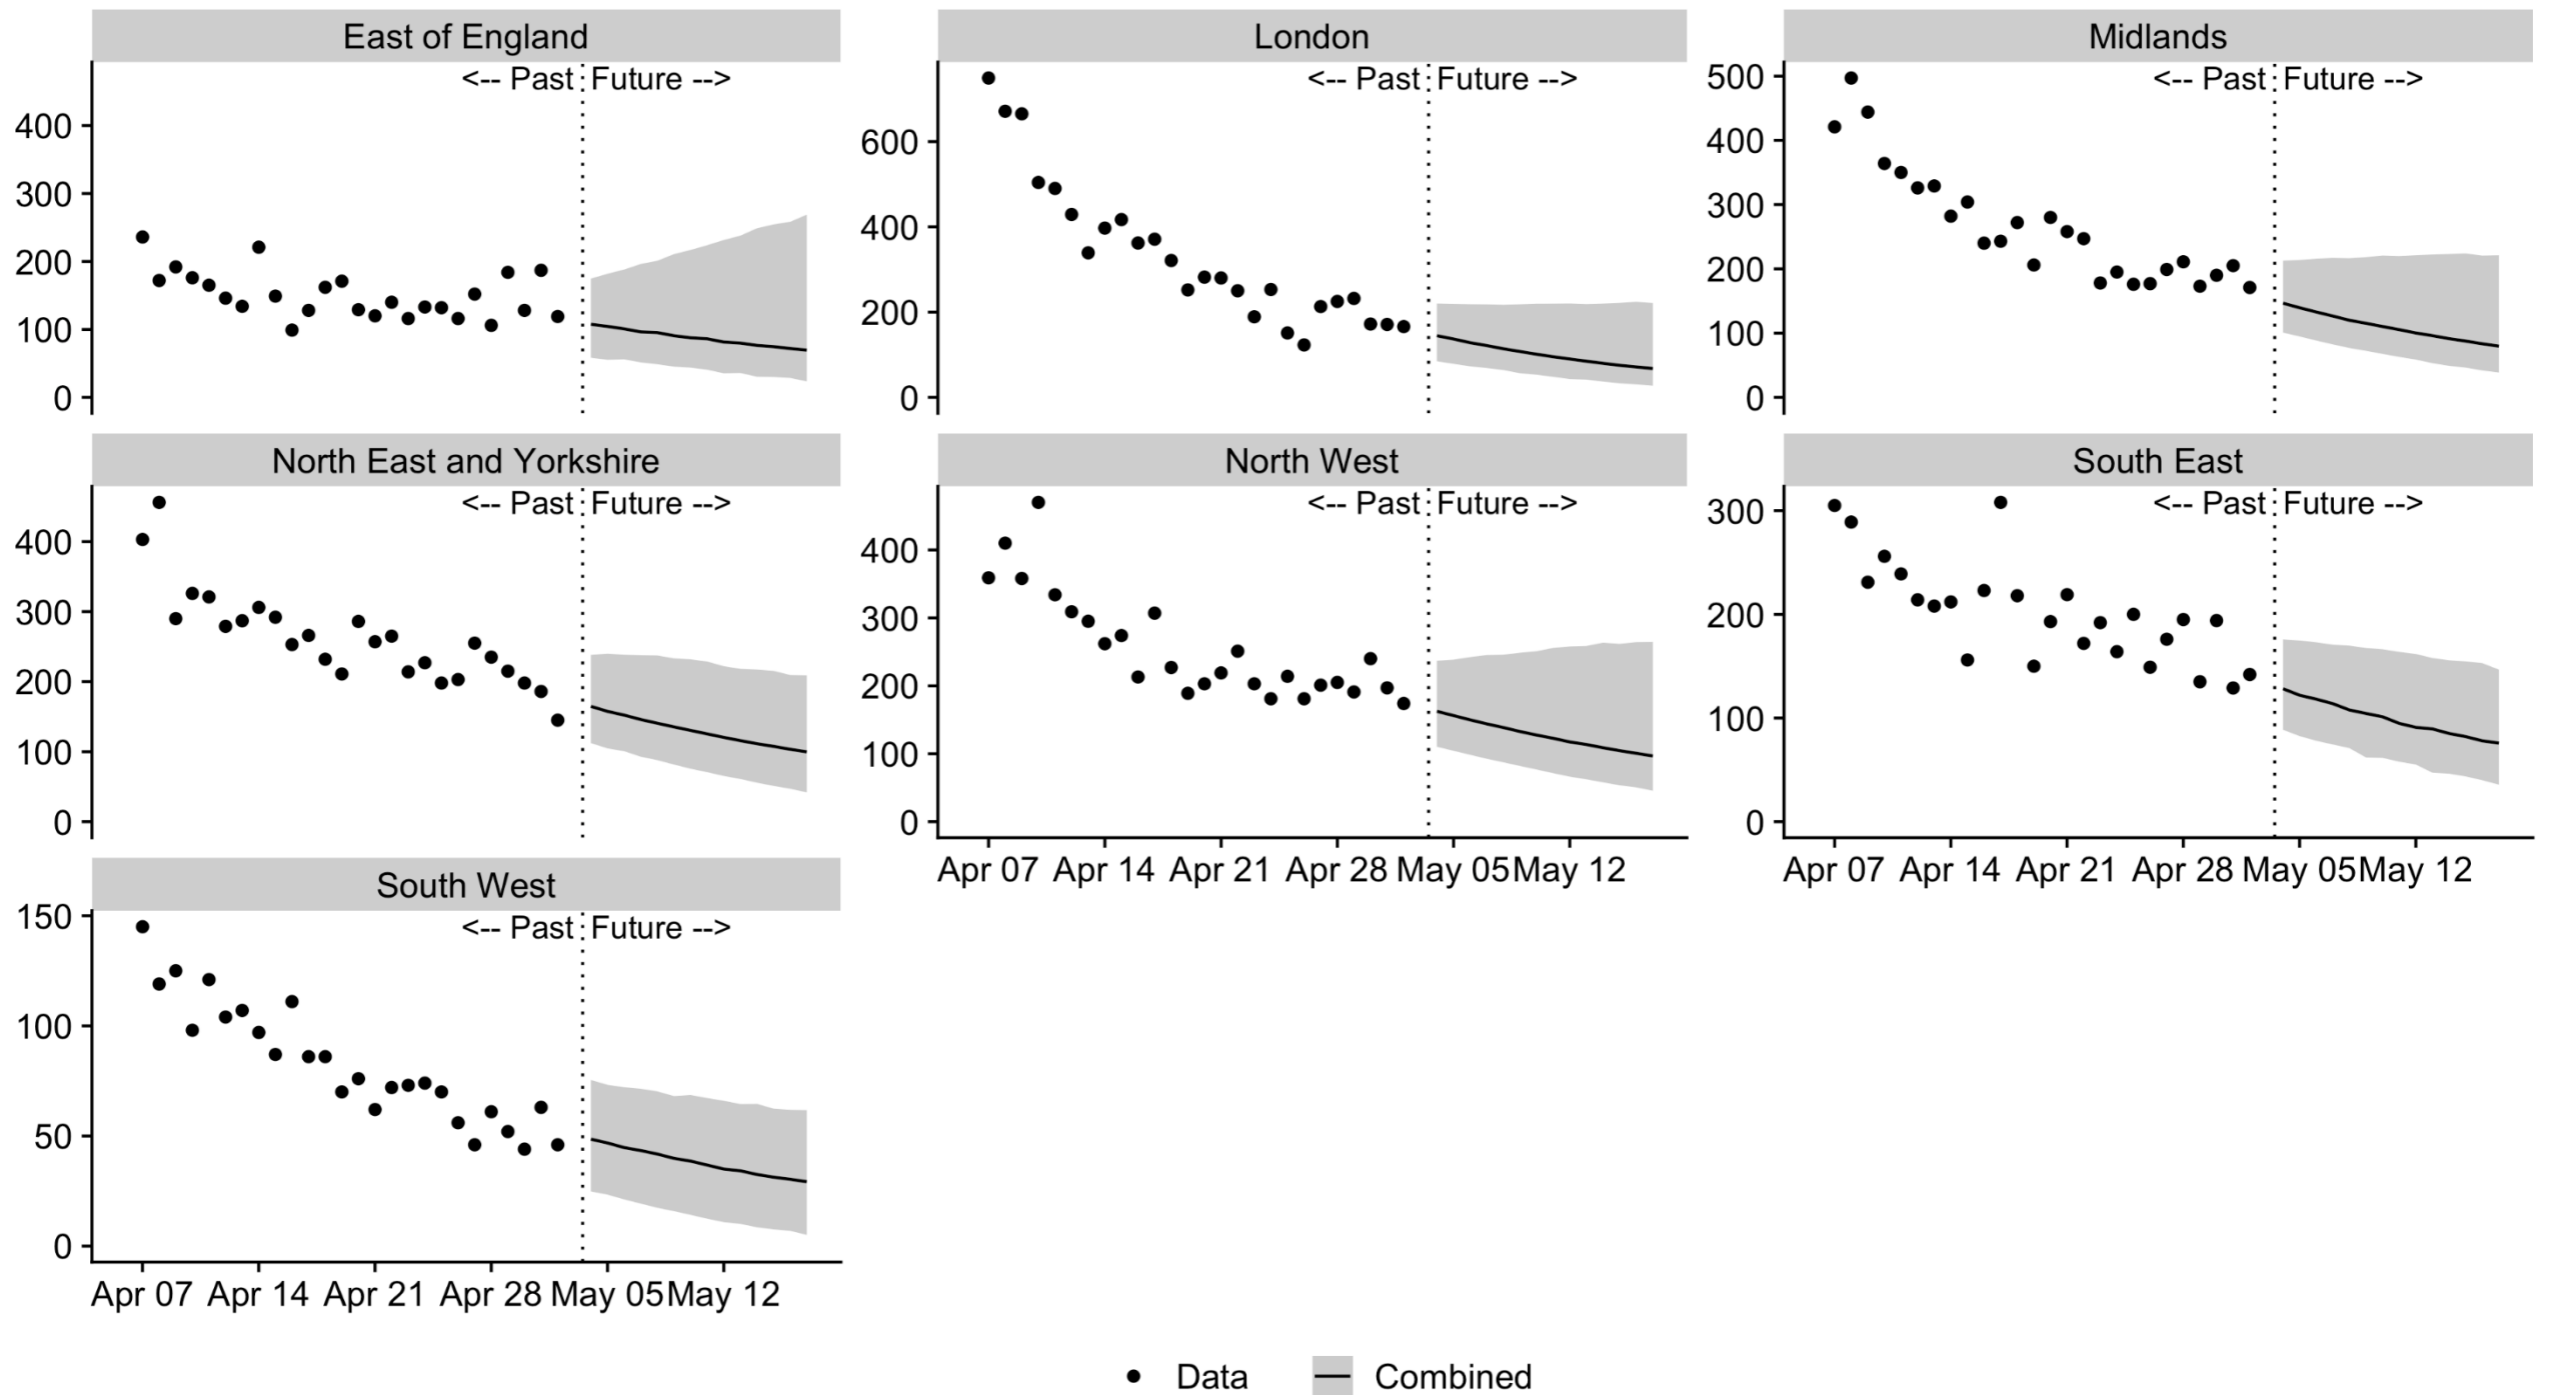 East of England
<-- Past Future -->
400
300
200
100
0
London
<-- Past Future -->
600
400
200
0
Midlands
<-- Past Future -->
500
400
300
200
100
0
North East and Yorkshire
<-- Past Future -->
400
300
200
100
0
North West
<-- Past Future -->
400
300
200
100
0
Apr 07 Apr 14 Apr 21 Apr 28 May 05 May 12
South East
<-- Past Future -->
300
200
100
0
Apr 07 Apr 14 Apr 21 Apr 28 May 05 May 12
South West
<-- Past Future -->
150
100
50
0
Apr 07 Apr 14 Apr 21 Apr 28 May 05 May 12
Data Combined